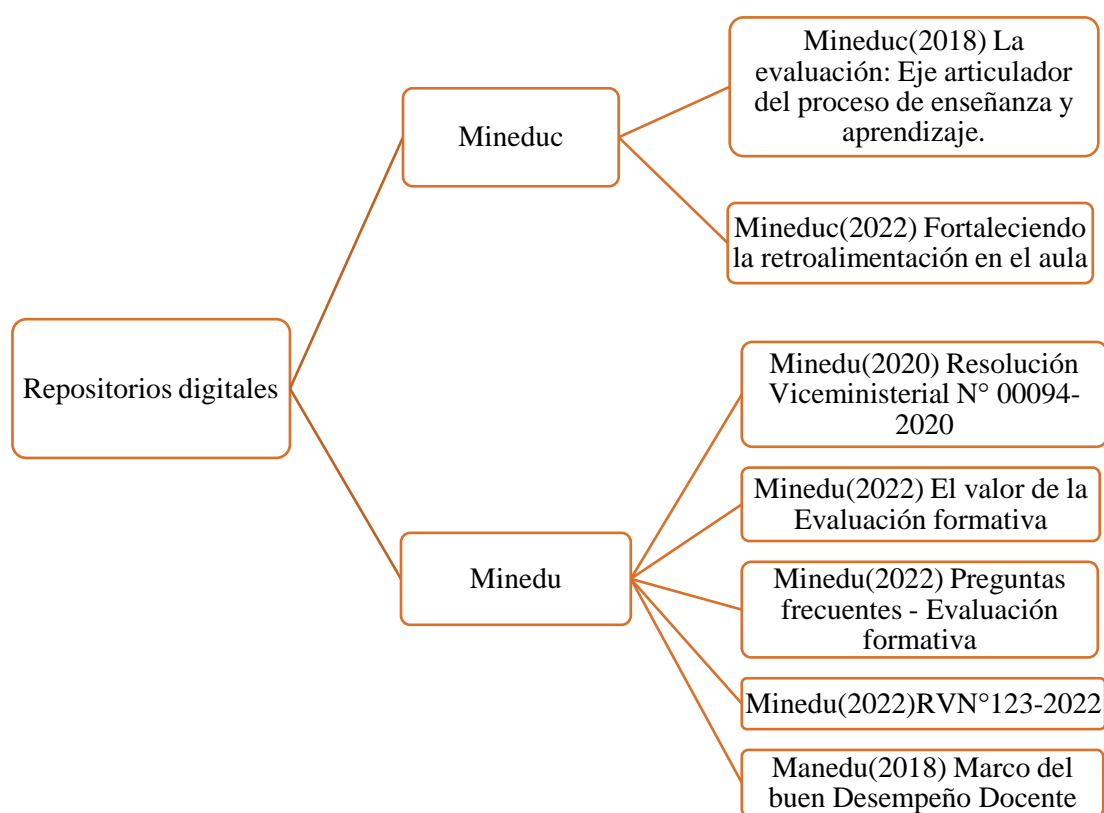 Repositorios digitales
Mineduc
Mineduc(2018) La
evaluación: Eje articulador
del proceso de enseñanza y
aprendizaje.
Mineduc(2022) Fortaleciendo
la retroalimentación en el aula
Minedu
Minedu(2020) Resolución
Viceministerial N° 00094-
2020
Minedu(2022) El valor de la
Evaluación formativa
Minedu(2022) Preguntas
frecuentes - Evaluación
formativa
Minedu(2022)RVN°123-2022
Manedu(2018) Marco del
buen Desempeño Docente